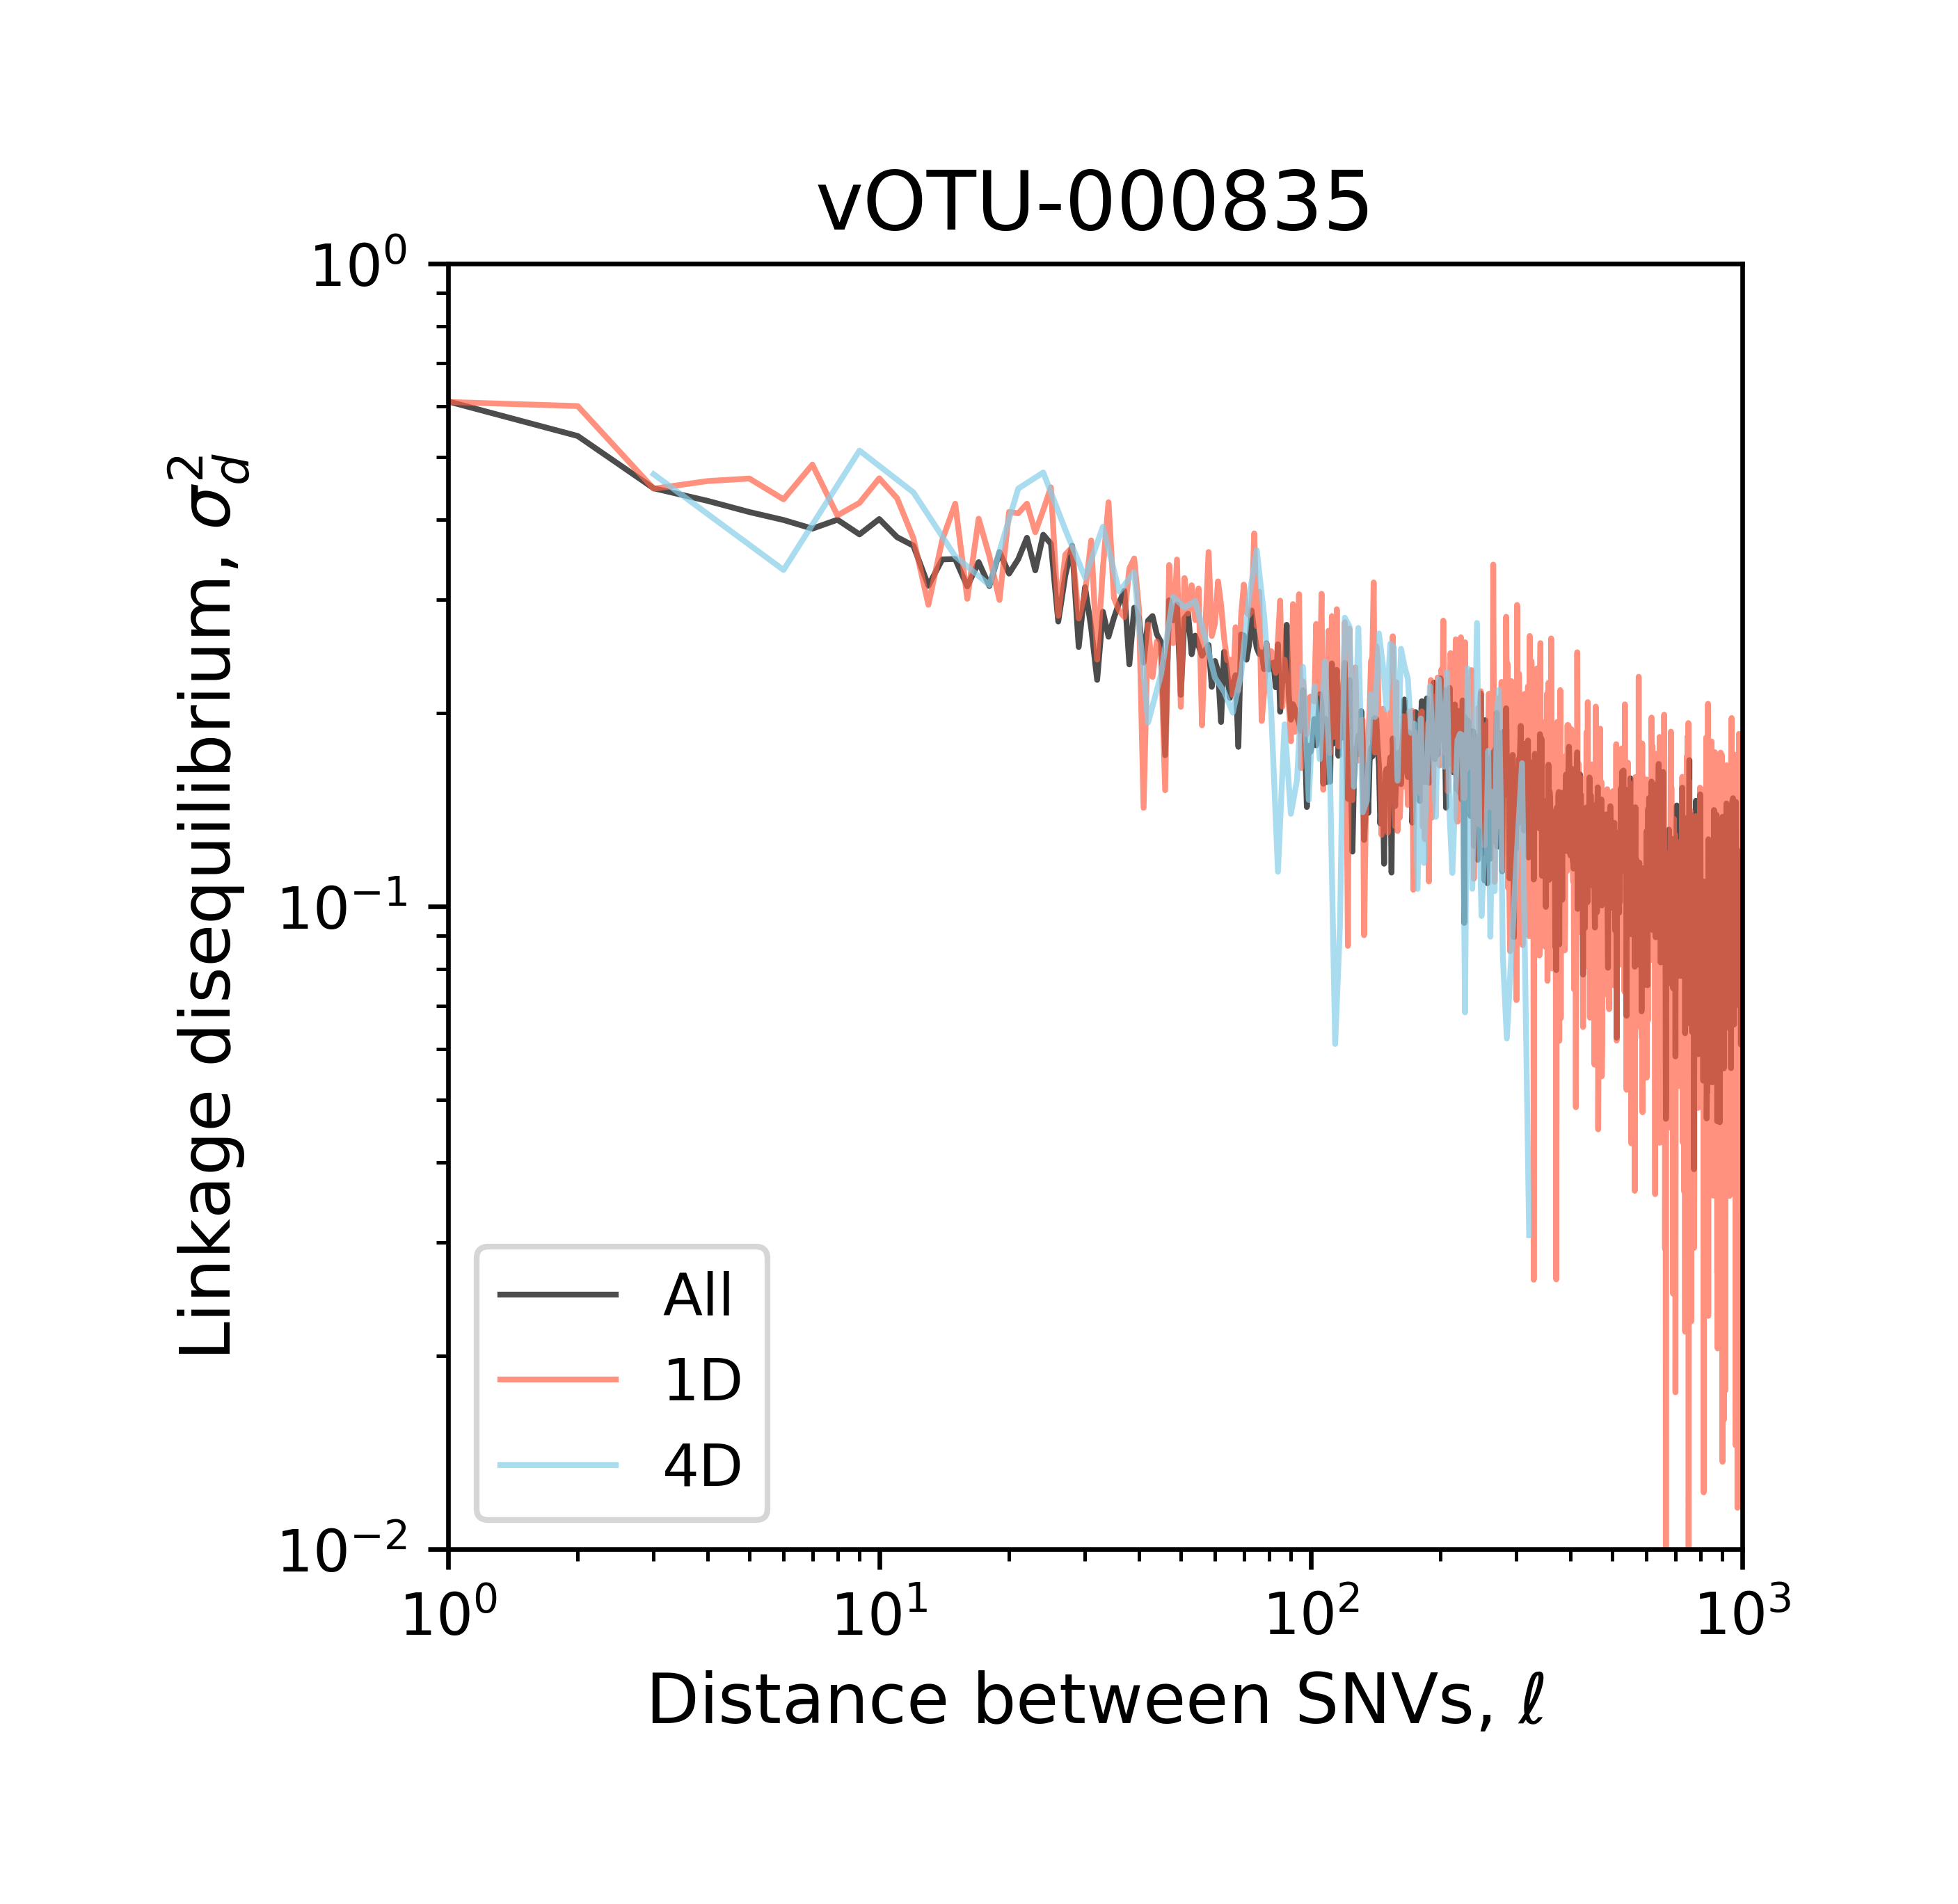 vOTU-000835
Linkage disequilibrium, σ_d^2
10^0
10^-1
10^-2
All
1D
4D
10^0 10^1 10^2 10^3
Distance between SNVs, ℓ